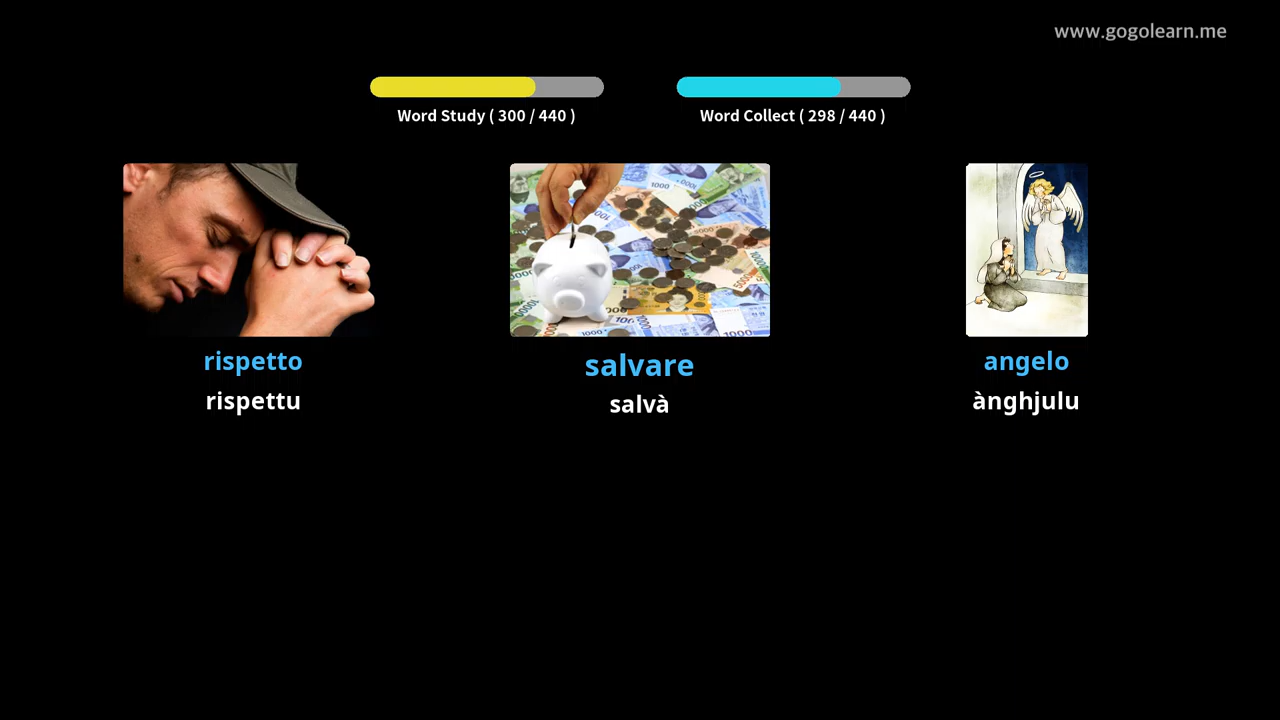 www.gogolearn.me
Word Study ( 300 / 440 )
Word Collect ( 298 / 440 )
rispetto
rispettu
salvare
salvà
angelo
ànghjulu